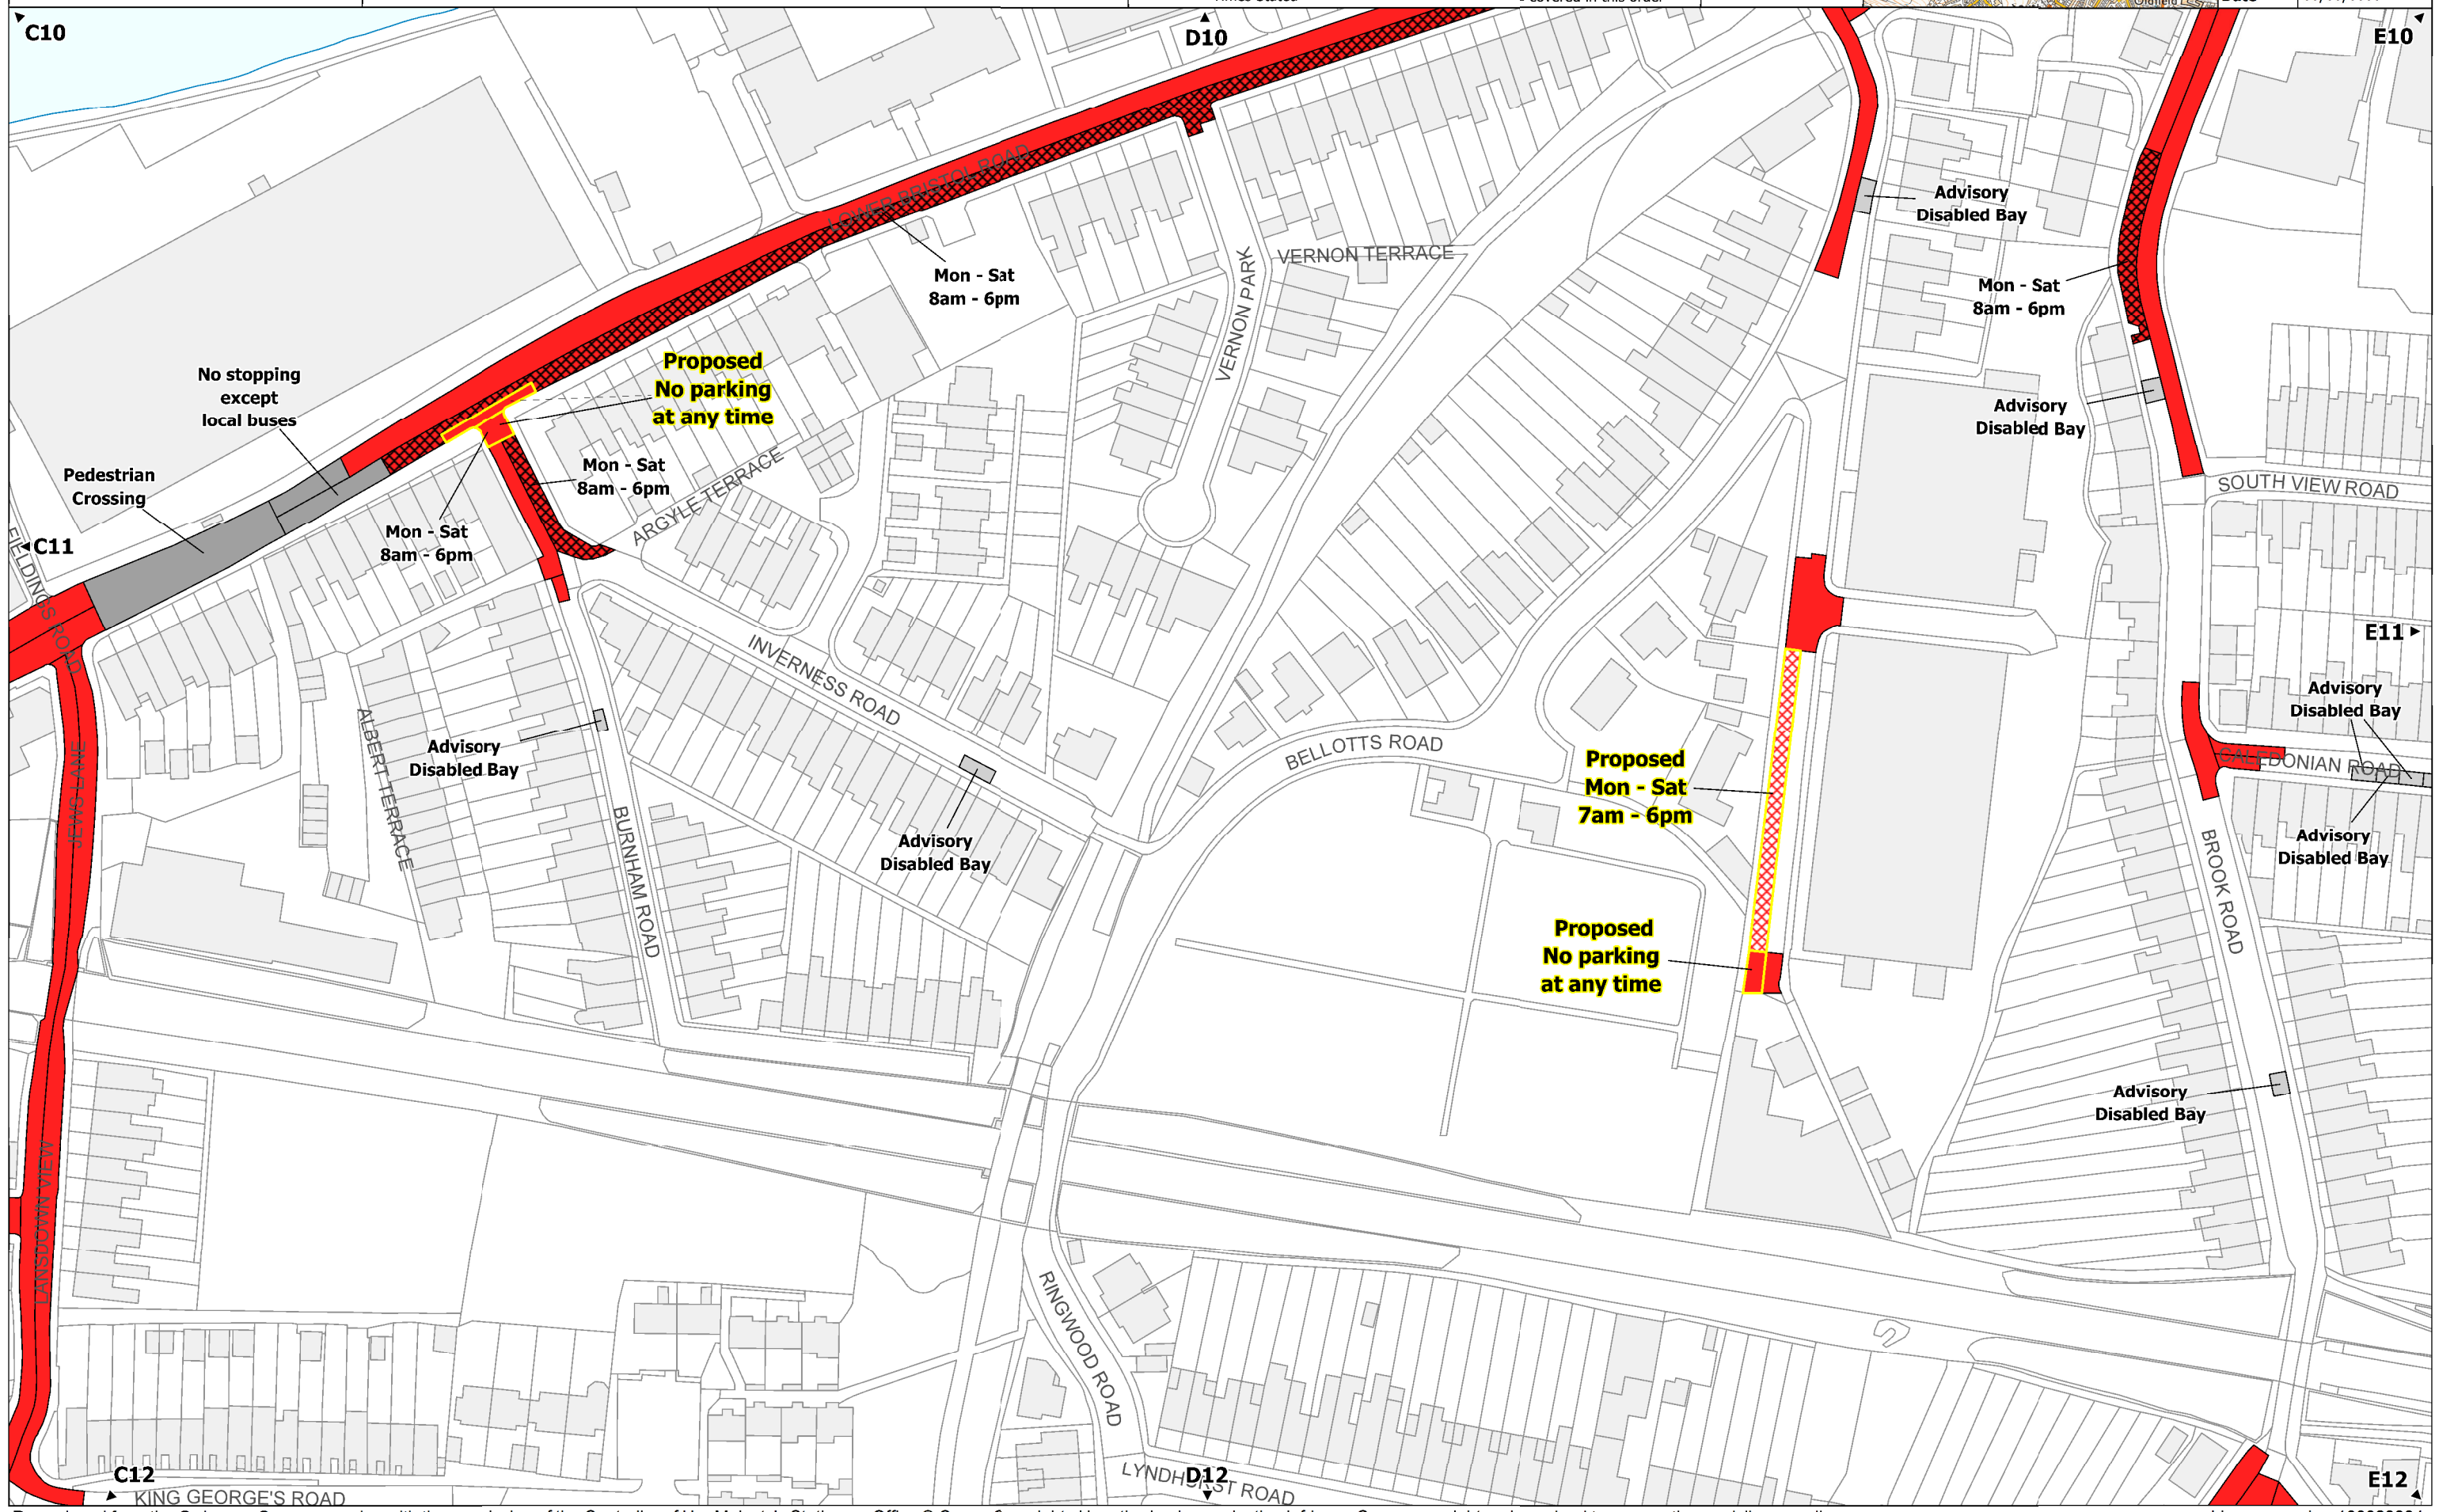 C10
D10
E10
LOWER BRISTOL ROAD
Advisory
Disabled Bay
Mon - Sat
8am - 6pm
VERNON TERRACE
VERNON PARK
Mon - Sat
8am - 6pm
No stopping
except
local buses
Proposed
No parking
at any time
Advisory
Disabled Bay
Pedestrian
Crossing
Mon - Sat
8am - 6pm
ARGYLE TERRACE
SOUTH VIEW ROAD
Mon - Sat
8am - 6pm
C11
FIELDINGS ROAD
E11
INVERNESS ROAD
Advisory
Disabled Bay
ALBERT TERRACE
JEWS LANE
Advisory
Disabled Bay
BELLOTTS ROAD
Proposed
Mon - Sat
7am - 6pm
CALEDONIAN ROAD
BURNHAM ROAD
Advisory
Disabled Bay
Advisory
Disabled Bay
BROOK ROAD
Proposed
No parking
at any time
Advisory
Disabled Bay
LANSDOWN VIEW
RINGWOOD ROAD
C12
KING GEORGE'S ROAD
LYNDHURST ROAD
D12
E12